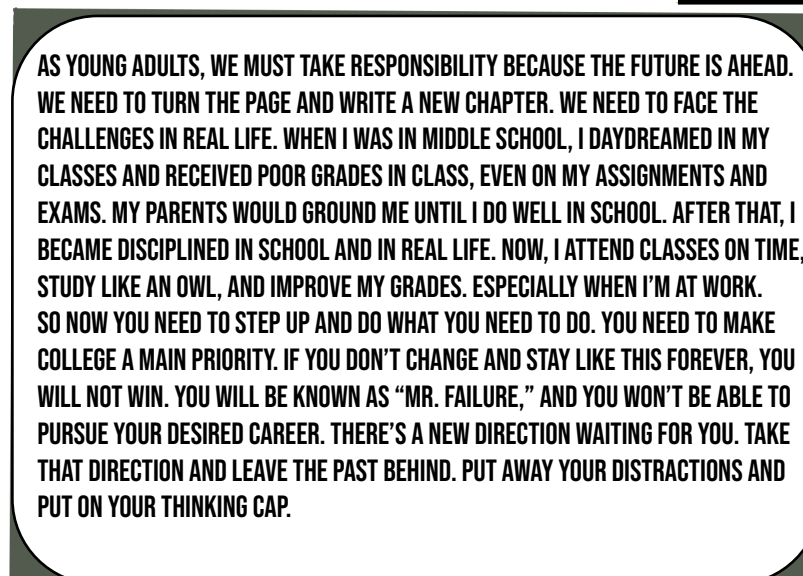 AS YOUNG ADULTS, WE MUST TAKE RESPONSIBILITY BECAUSE THE FUTURE IS AHEAD.
WE NEED TO TURN THE PAGE AND WRITE A NEW CHAPTER. WE NEED TO FACE THE
CHALLENGES IN REAL LIFE. WHEN I WAS IN MIDDLE SCHOOL, I DAYDREAMED IN MY
CLASSES AND RECEIVED POOR GRADES IN CLASS, EVEN ON MY ASSIGNMENTS AND
EXAMS. MY PARENTS WOULD GROUND ME UNTIL I DO WELL IN SCHOOL. AFTER THAT, I
BECAME DISCIPLINED IN SCHOOL AND IN REAL LIFE. NOW, I ATTEND CLASSES ON TIME,
STUDY LIKE AN OWL, AND IMPROVE MY GRADES. ESPECIALLY WHEN I'M AT WORK.
SO NOW YOU NEED TO STEP UP AND DO WHAT YOU NEED TO DO. YOU NEED TO MAKE
COLLEGE A MAIN PRIORITY. IF YOU DON'T CHANGE AND STAY LIKE THIS FOREVER, YOU
WILL NOT WIN. YOU WILL BE KNOWN AS “MR. FAILURE,” AND YOU WON'T BE ABLE TO
PURSUE YOUR DESIRED CAREER. THERE'S A NEW DIRECTION WAITING FOR YOU. TAKE
THAT DIRECTION AND LEAVE THE PAST BEHIND. PUT AWAY YOUR DISTRACTIONS AND
PUT ON YOUR THINKING CAP.